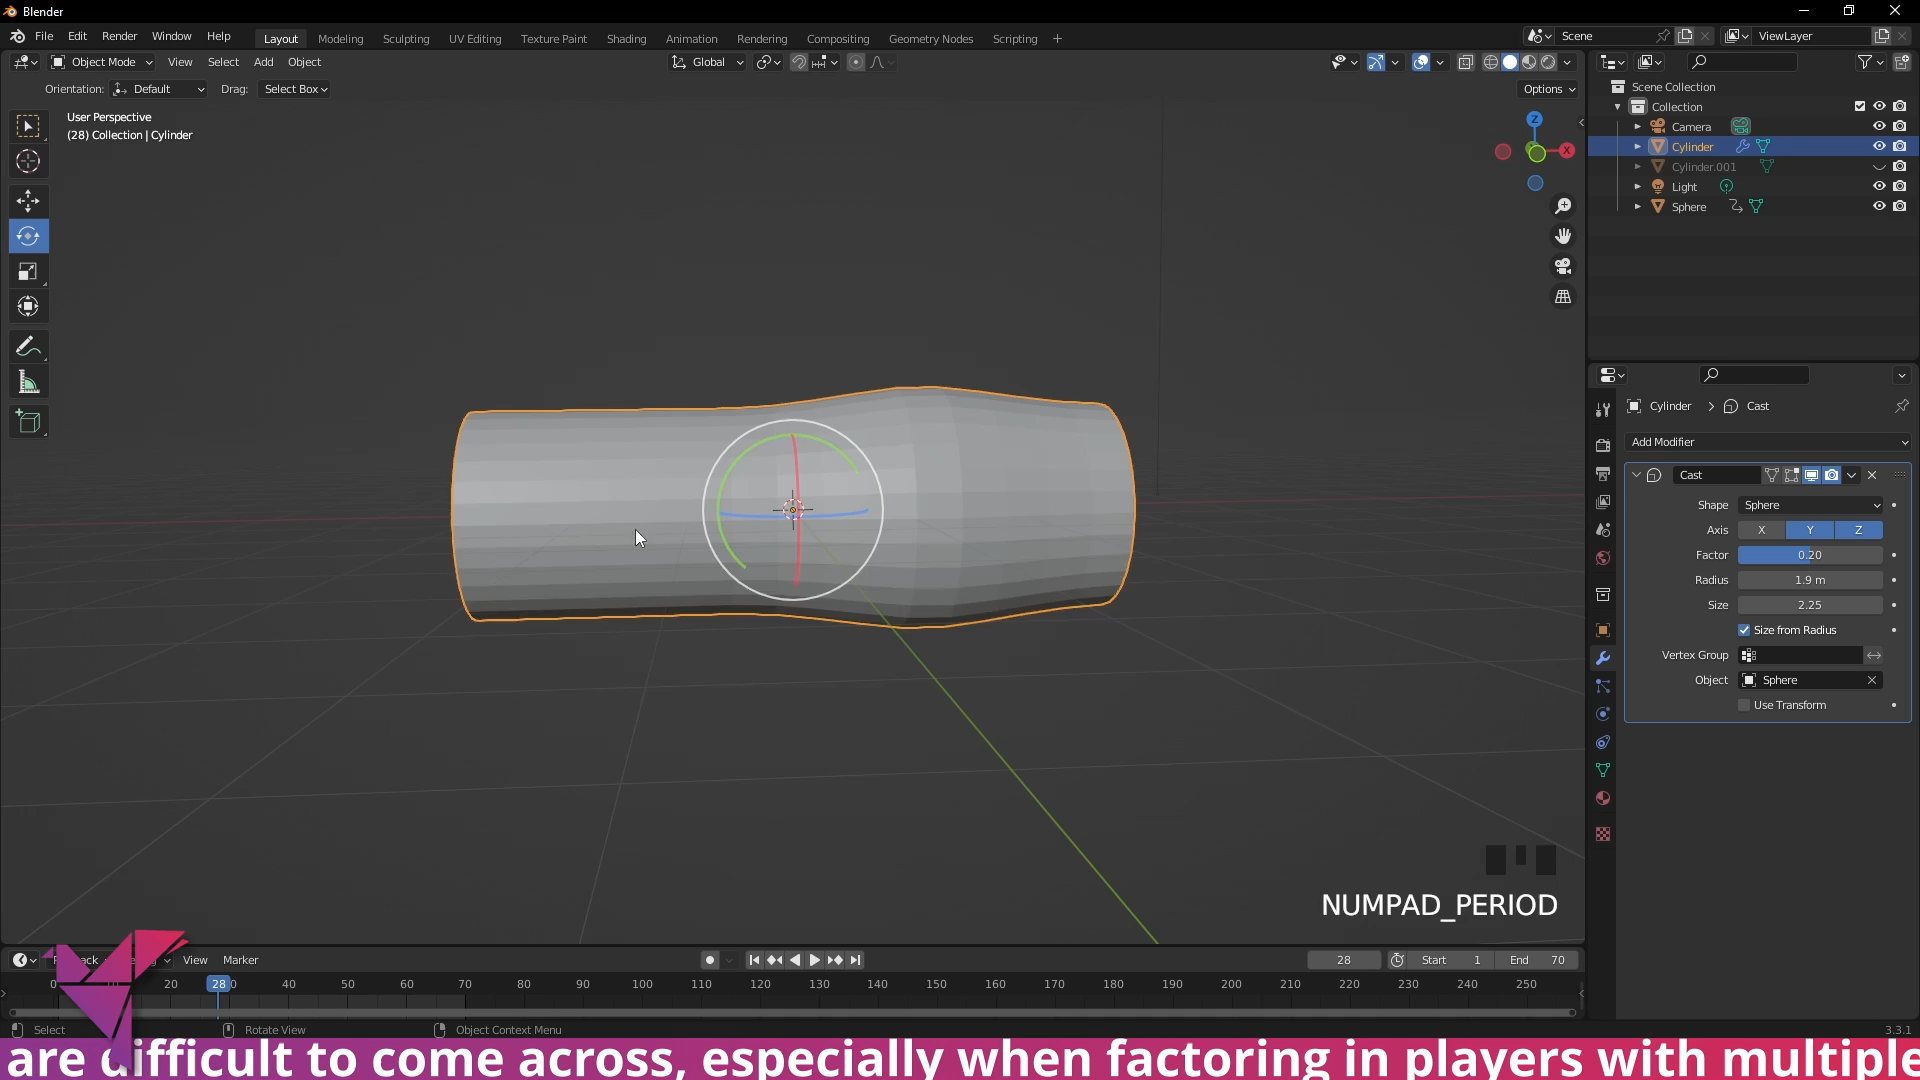 Blender
File Edit Render Window Help
Layout Modeling Sculpting UV Editing Texture Paint Shading Animation Rendering Compositing Geometry Nodes Scripting +
Scene
ViewLayer
Object Mode View Select Add Object
Global
Orientation: Default Drag: Select Box
Options
User Perspective
(28) Collection | Cylinder
Z
X
Scene Collection
Collection
Camera
Cylinder
Cylinder.001
Light
Sphere
Cylinder > Cast
Add Modifier
Cast
Shape Sphere
Axis X Y Z
Factor 0.20
Radius 1.9 m
Size 2.25
Size from Radius
Vertex Group
Object Sphere
Use Transform
NUMPAD_PERIOD
View Marker
28 Start 1 End 70
0 20 28 40 50 60 70 80 90 100 110 120 130 140 150 160 170 180 190 200 210 220 230 240 250
Select Rotate View Object Context Menu
3.3.1
are difficult to come across, especially when factoring in players with multiple